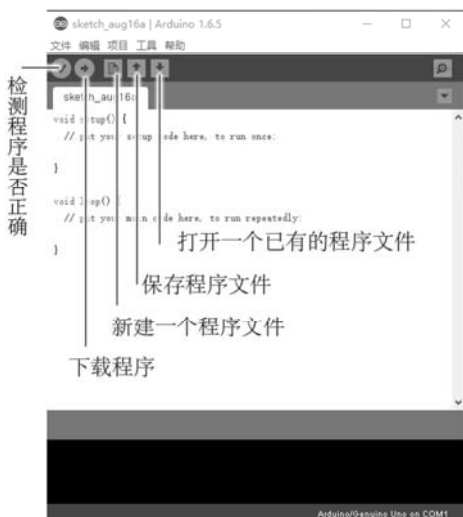 sketch_aug16a | Arduino 1.6.5
文件 编辑 项目 工具 帮助
sketch_aug16a
void setup() {
// put your setup code here, to run once:
}
void loop() {
// put your main code here, to run repeatedly:
}
检测程序是否正确
打开一个已有的程序文件
保存程序文件
新建一个程序文件
下载程序
Arduino/Genuino Uno on COM1